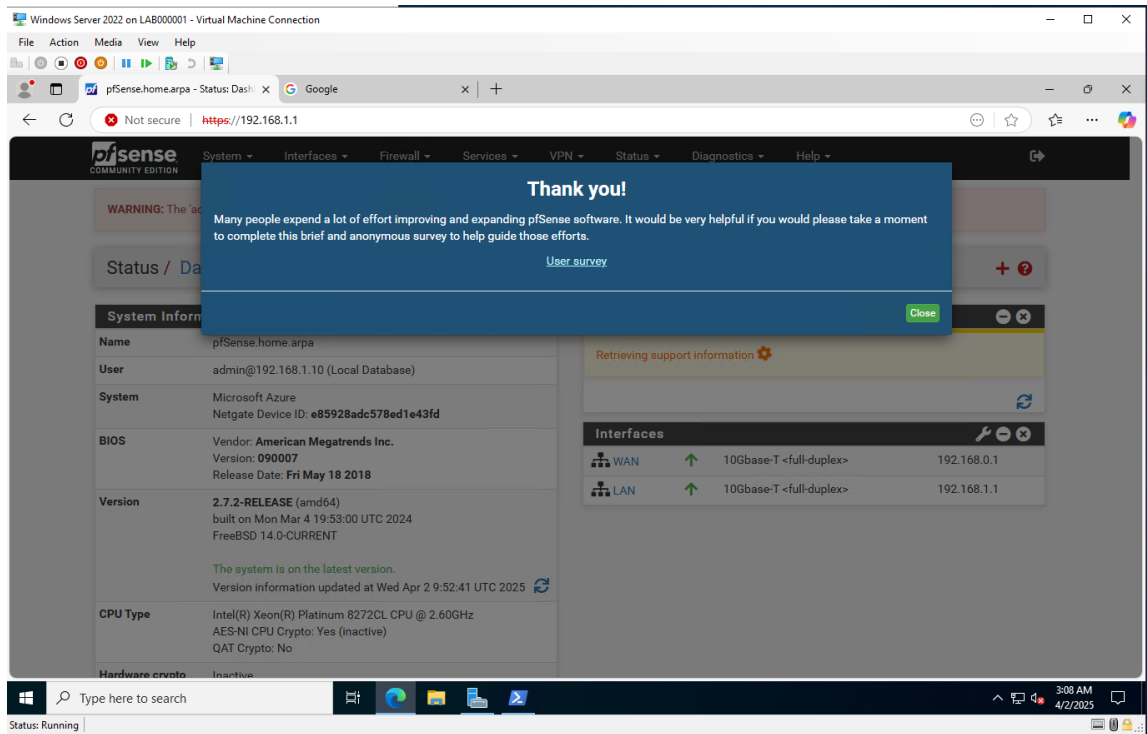 Windows Server 2022 on LAB000001 - Virtual Machine Connection
File Action Media View Help
pfSense.home.arpa - Status: Dash
Google
Not secure https://192.168.1.1
pfsense
COMMUNITY EDITION
System Interfaces Firewall Services VPN Status Diagnostics Help
Thank you!
WARNING: The 'ad
Many people expend a lot of effort improving and expanding pfSense software. It would be very helpful if you would please take a moment
to complete this brief and anonymous survey to help guide those efforts.
User survey
Close
Status / Da
System Inforn
Name pfSense.home.arpa
User admin@192.168.1.10 (Local Database)
System Microsoft Azure
Netgate Device ID: e85928adc578ed1e43fd
BIOS Vendor: American Megatrends Inc.
Version: 090007
Release Date: Fri May 18 2018
Version 2.7.2-RELEASE (amd64)
built on Mon Mar 4 19:53:00 UTC 2024
FreeBSD 14.0-CURRENT
The system is on the latest version.
Version information updated at Wed Apr 2 9:52:41 UTC 2025
CPU Type Intel(R) Xeon(R) Platinum 8272CL CPU @ 2.60GHz
AES-NI CPU Crypto: Yes (inactive)
QAT Crypto: No
Hardware crypto Inactive
Retrieving support information
Interfaces
WAN 10Gbase-T <full-duplex> 192.168.0.1
LAN 10Gbase-T <full-duplex> 192.168.1.1
Type here to search
3:08 AM
4/2/2025
Status: Running